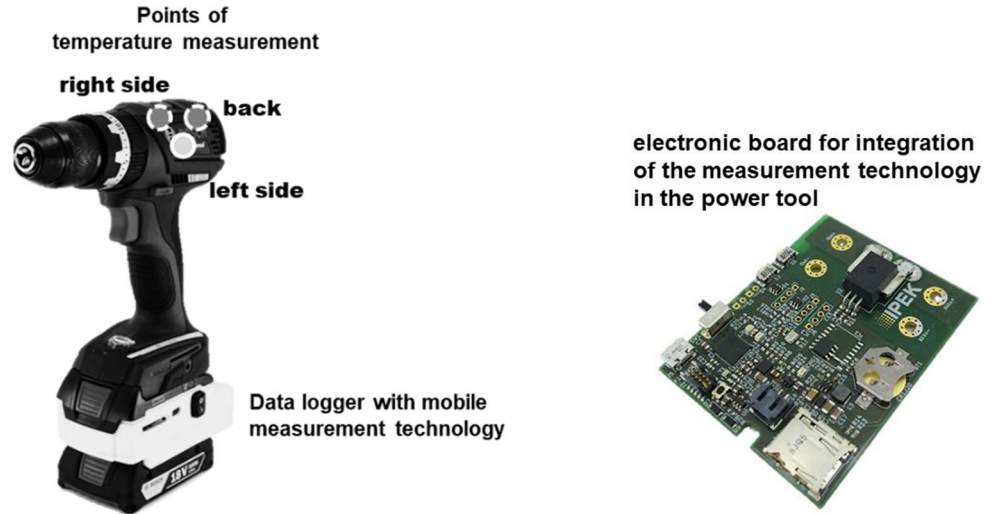 Points of
temperature measurement
right side
back
left side
Data logger with mobile
measurement technology
18V
electronic board for integration
of the measurement technology
in the power tool
IPEK